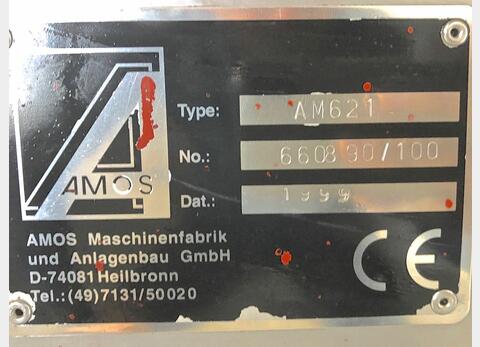 AMOS
Type: AM621
No.: 660890/100
Dat.: 1999
AMOS Maschinenfabrik
und Anlagenbau GmbH
D-74081 Heilbronn
Tel.:(49)7131/50020
CE